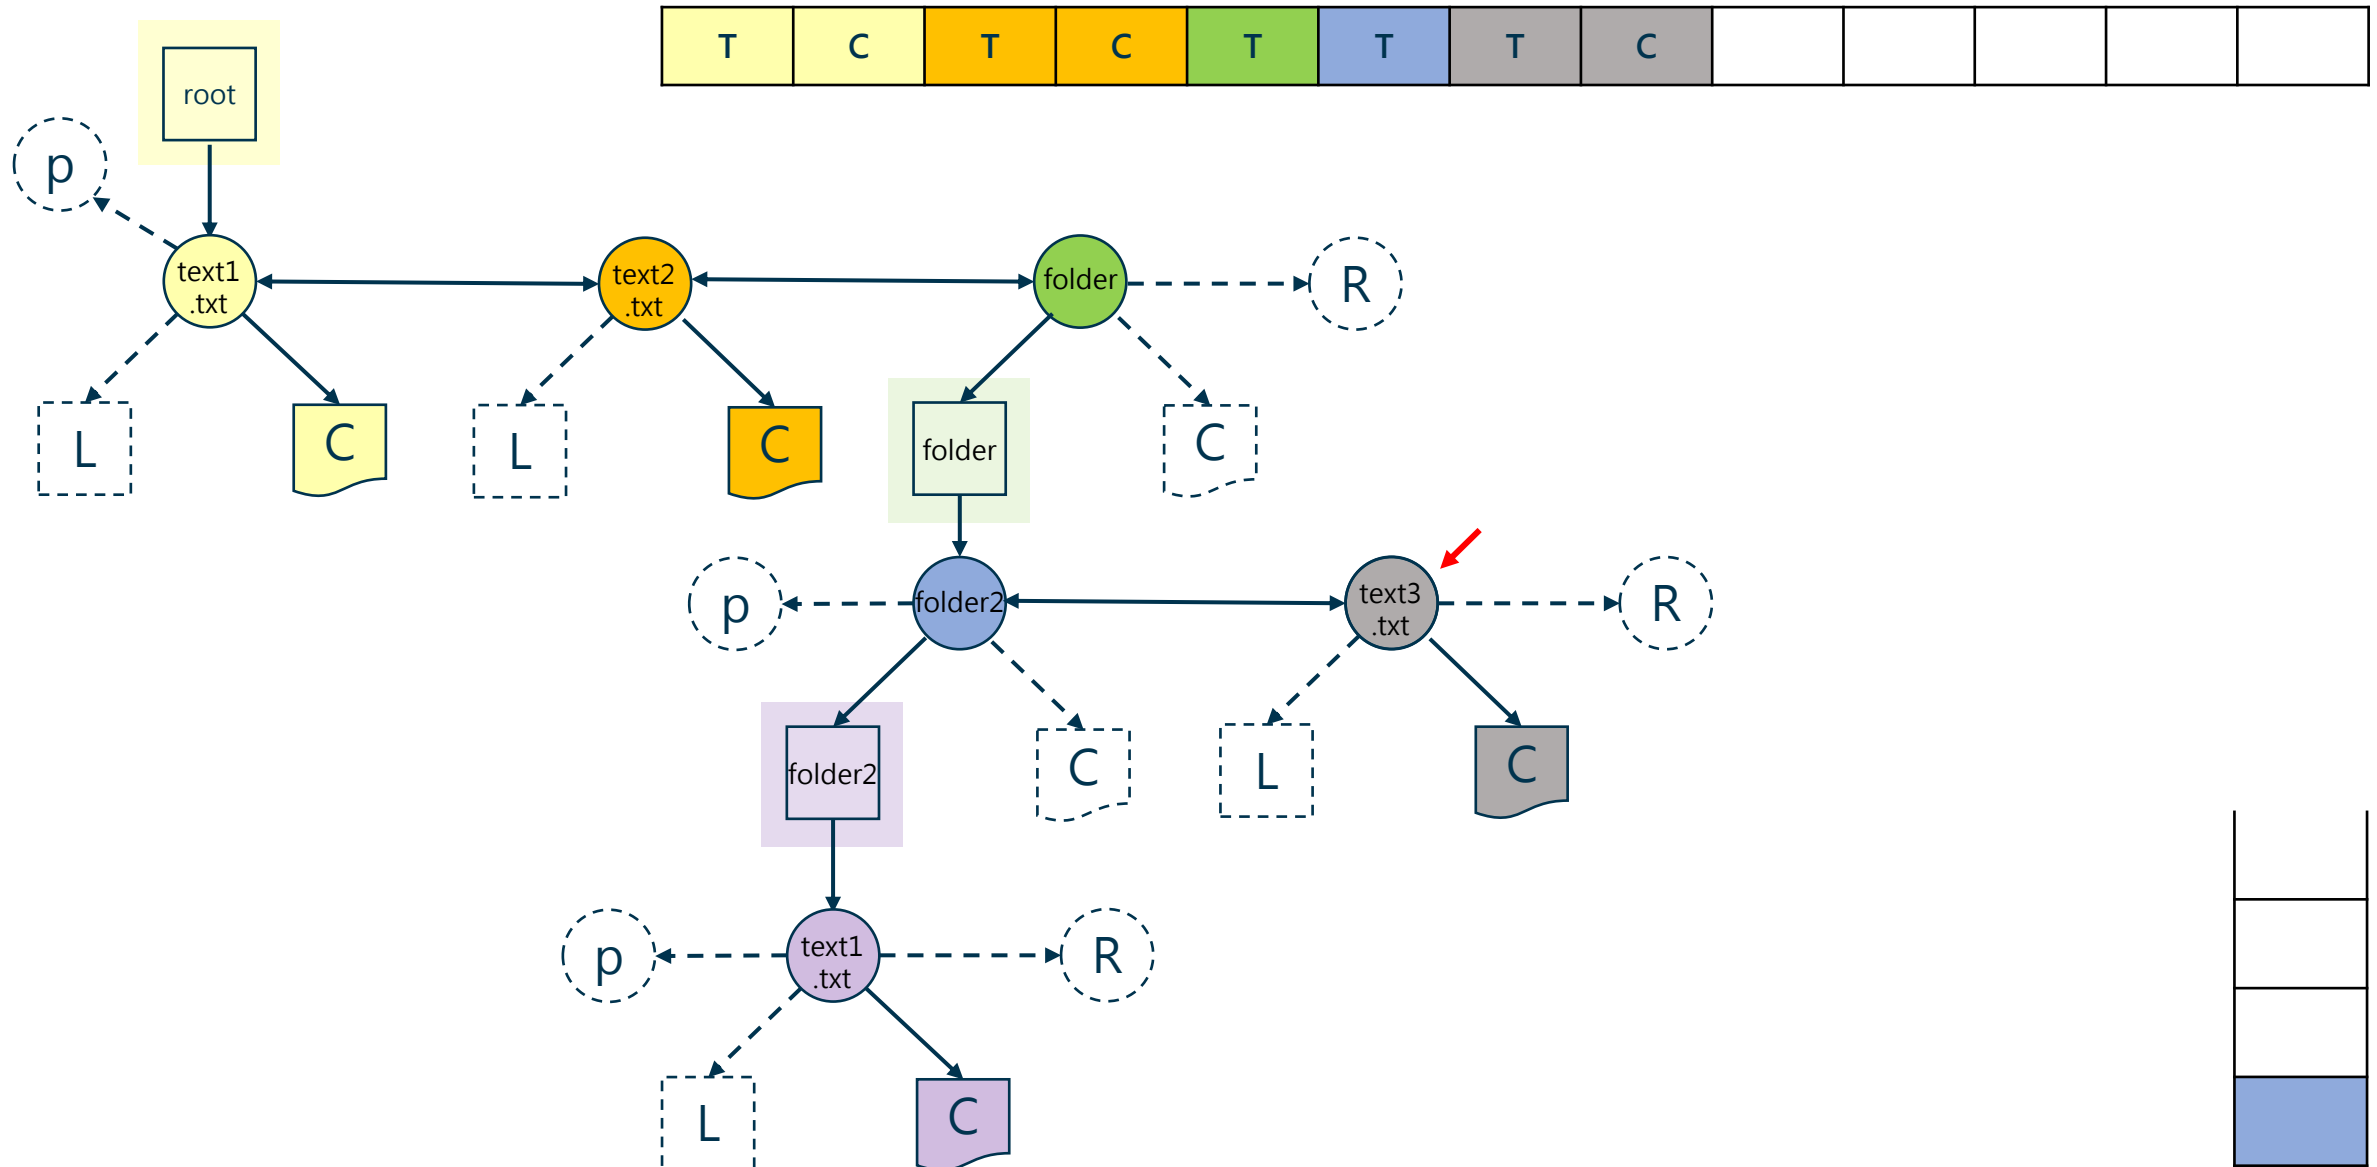 T C T C T T T C
root
p
text1
.txt
text2
.txt
folder
R
L
C
L
C
folder
C
p
folder2
text3
.txt
R
folder2
C
L
C
p
text1
.txt
R
L
C